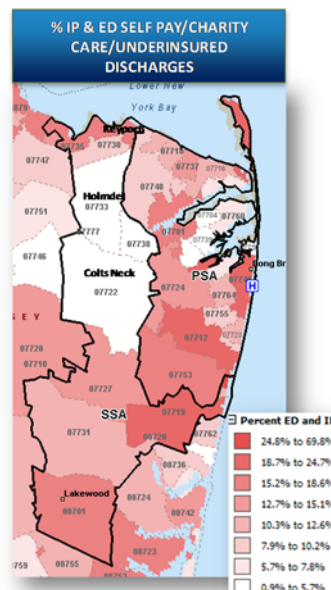 % IP & ED SELF PAY/CHARITY
CARE/UNDERINSURED
DISCHARGES
Lower New
York Bay
Keyport
07735
07730
07718
07737
07716
07747
Holmdel
07733
07748
07751
07777
07738
07701
07704
07760
07746
Colts Neck
07722
PSA
Long Br
H
07724
07764
07755
SEY
07712
07728
07710
07753
07727
SSA
07719
07731
07720
07762
07736
Lakewood
08701
08724
08742
08723
08755
Percent ED and I
24.8% to 69.8%
18.7% to 24.7%
15.2% to 18.6%
12.7% to 15.1%
10.3% to 12.6%
7.9% to 10.2%
5.7% to 7.8%
0.9% to 5.7%